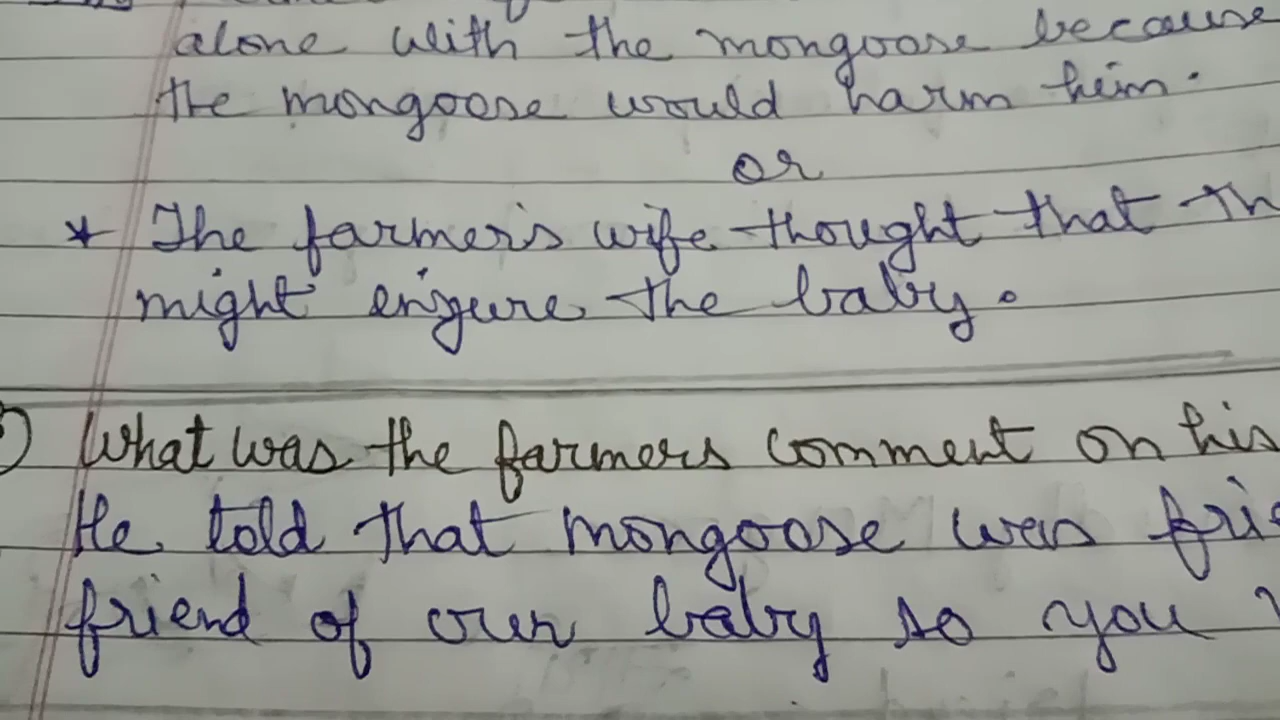 alone with the mongoose because
the mongoose would harm him.
or
* The farmer's wife thought that th
might enjure the baby.
) What was the farmers comment on his
He told that mongoose was frie
friend of our baby so you